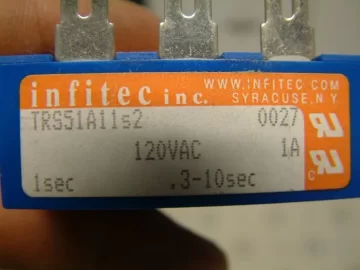 infitec inc.
WWW.INFITEC.COM
SYRACUSE, N.Y.
TRS51A11s2 0027
120VAC 1A
1sec .3-10sec
C